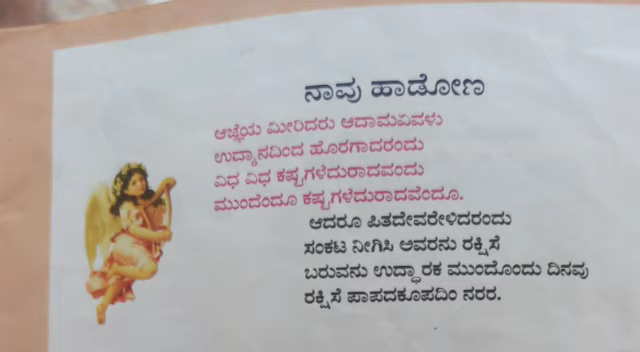 ನಾವು ಹಾಡೋಣ
ಆಜ್ಞೆಯ ಮೀರಿದರು ಆದಾಮಏವಳು
ಉದ್ಯಾನದಿಂದ ಹೊರಗಾದರಂದು
ವಿಧ ವಿಧ ಕಷ್ಟಗಳೆದುರಾದವಂದು
ಮುಂದೆಂದೂ ಕಷ್ಟಗಳೆದುರಾದವೆಂದೂ.
ಆದರೂ ಪಿತದೇವರೇಳಿದರಂದು
ಸಂಕಟ ನೀಗಿಸಿ ಅವರನು ರಕ್ಷಿಸೆ
ಬರುವನು ಉದ್ಧಾರಕ ಮುಂದೊಂದು ದಿನವು
ರಕ್ಷಿಸೆ ಪಾಪದಕೂಪದಿಂ ನರರ.